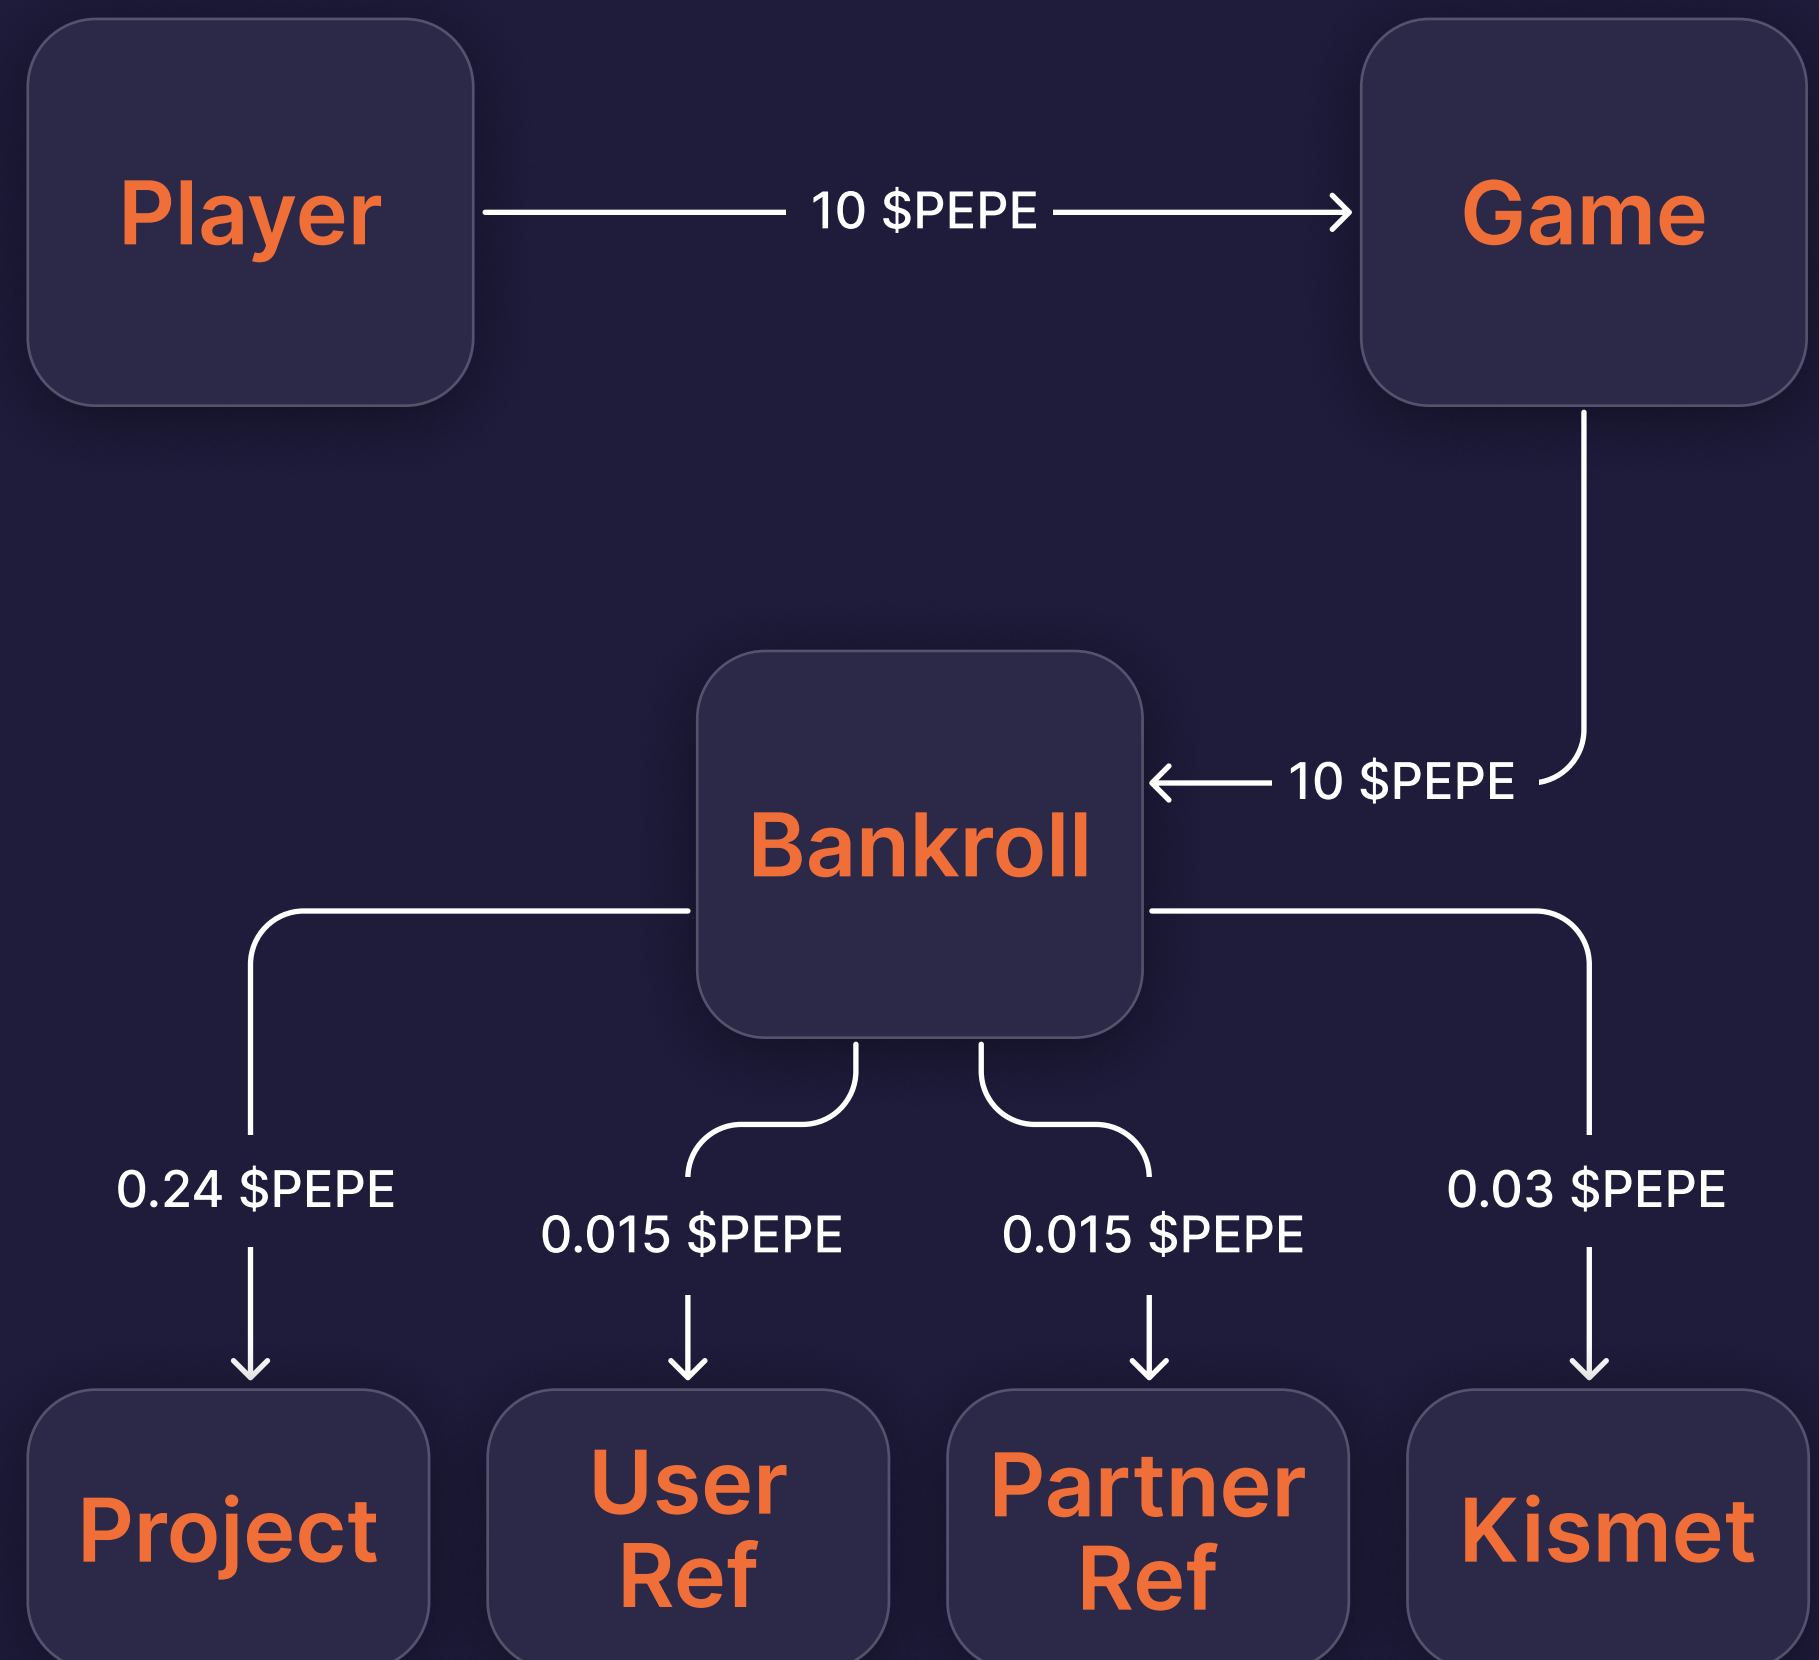 Player
10 $PEPE
Game
10 $PEPE
Bankroll
0.24 $PEPE
0.015 $PEPE
0.015 $PEPE
0.03 $PEPE
Project
User
Ref
Partner
Ref
Kismet